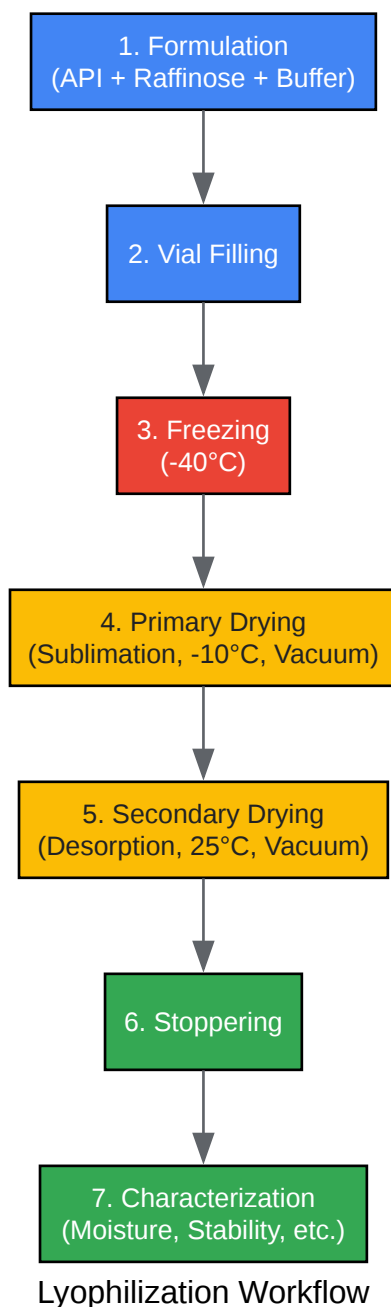 1. Formulation
(API + Raffinose + Buffer)
2. Vial Filling
3. Freezing
(-40°C)
4. Primary Drying
(Sublimation, -10°C, Vacuum)
5. Secondary Drying
(Desorption, 25°C, Vacuum)
6. Stoppering
7. Characterization
(Moisture, Stability, etc.)
Lyophilization Workflow